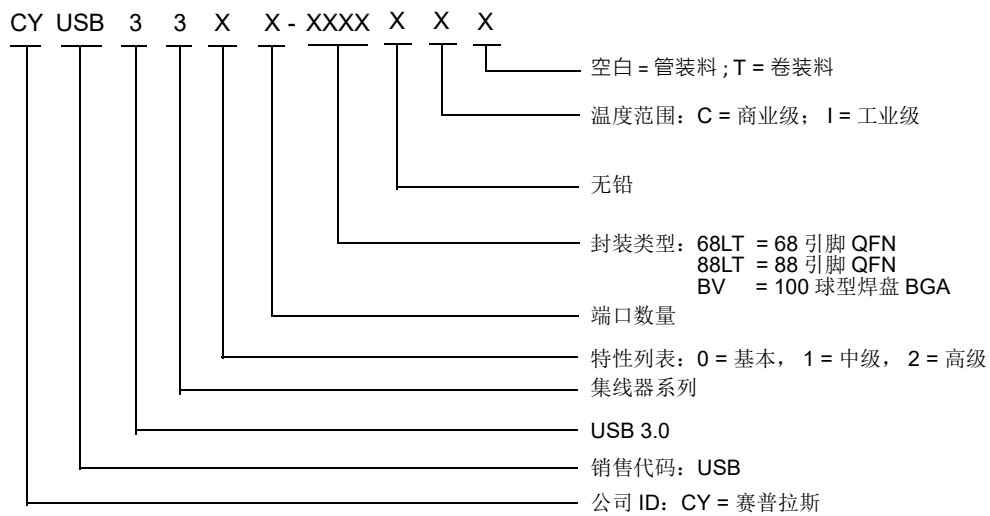 CY USB 3 3 X X - XXXX X X X
空白 = 管装料 ; T = 卷装料
温度范围：C = 商业级； I = 工业级
无铅
封装类型：68LT = 68 引脚 QFN
88LT = 88 引脚 QFN
BV = 100 球型焊盘 BGA
端口数量
特性列表：0 = 基本， 1 = 中级， 2 = 高级
集线器系列
USB 3.0
销售代码：USB
公司 ID：CY = 赛普拉斯